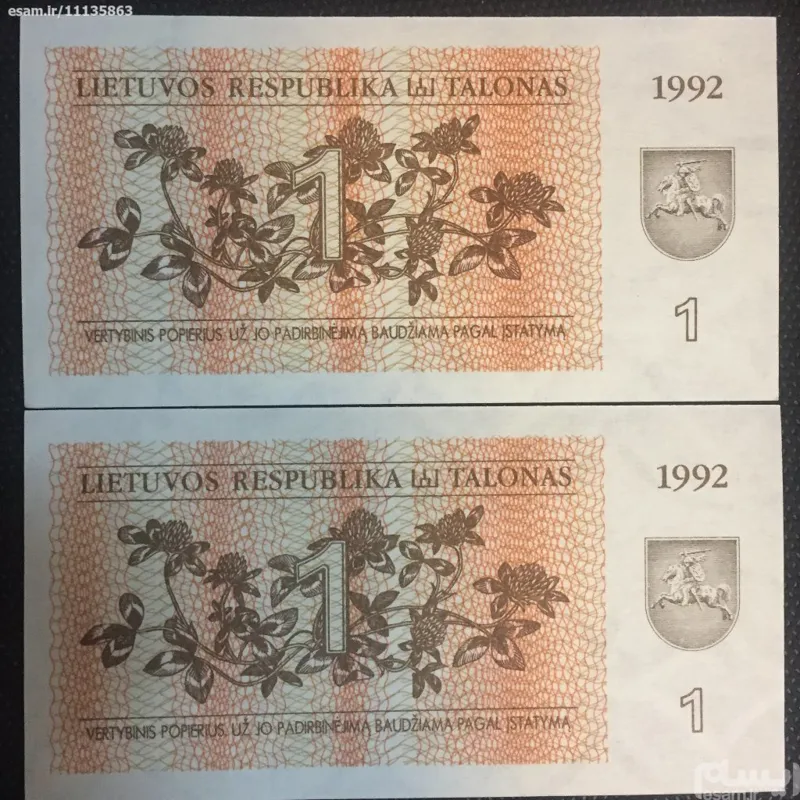 esam.ir/11135863
LIETUVOS RESPUBLIKA TALONAS
1992
1
VERTYBINIS POPIERIUS. UŽ JO PADIRBINĖJIMĄ BAUDŽIAMA PAGAL ĮSTATYMĄ
1
LIETUVOS RESPUBLIKA TALONAS
1992
1
VERTYBINIS POPIERIUS. UŽ JO PADIRBINĖJIMĄ BAUDŽIAMA PAGAL ĮSTATYMĄ
1
ایسام
esam.ir